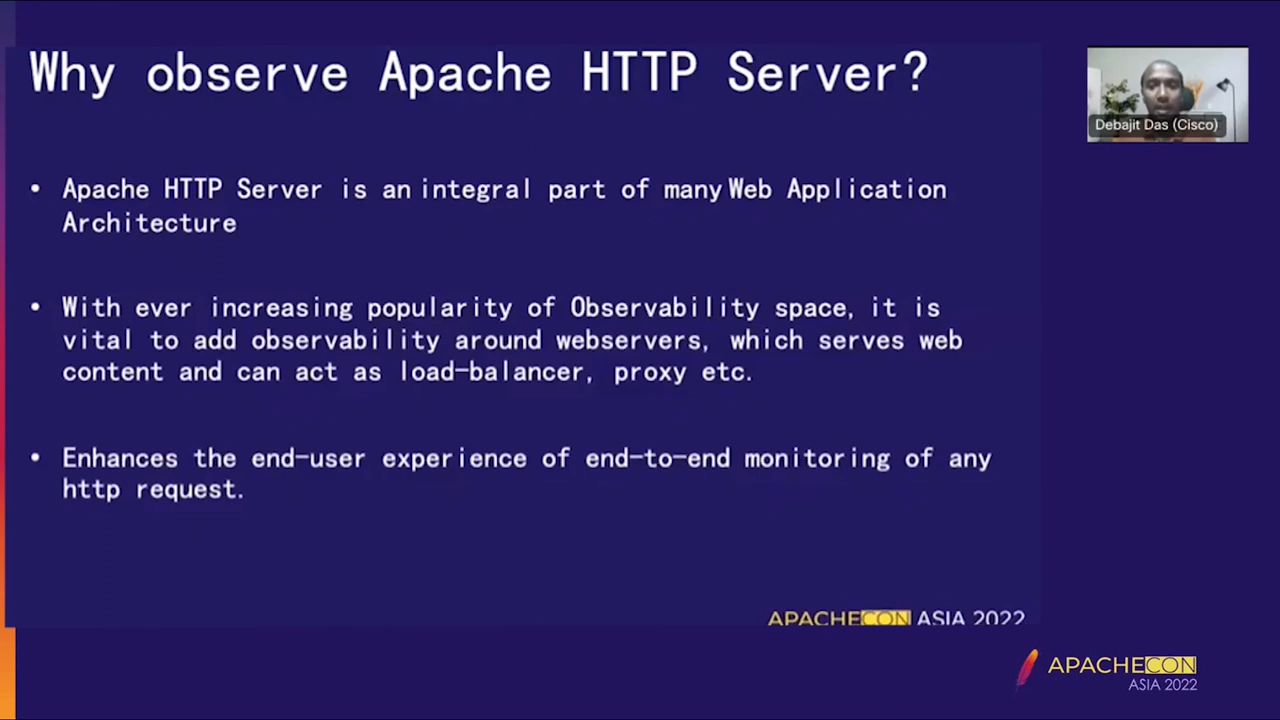 Why observe Apache HTTP Server?
Debajit Das (Cisco)
• Apache HTTP Server is an integral part of many Web Application
Architecture
• With ever increasing popularity of Observability space, it is
vital to add observability around webservers, which serves web
content and can act as load-balancer, proxy etc.
• Enhances the end-user experience of end-to-end monitoring of any
http request.
APACHECON ASIA 2022
APACHECON
ASIA 2022